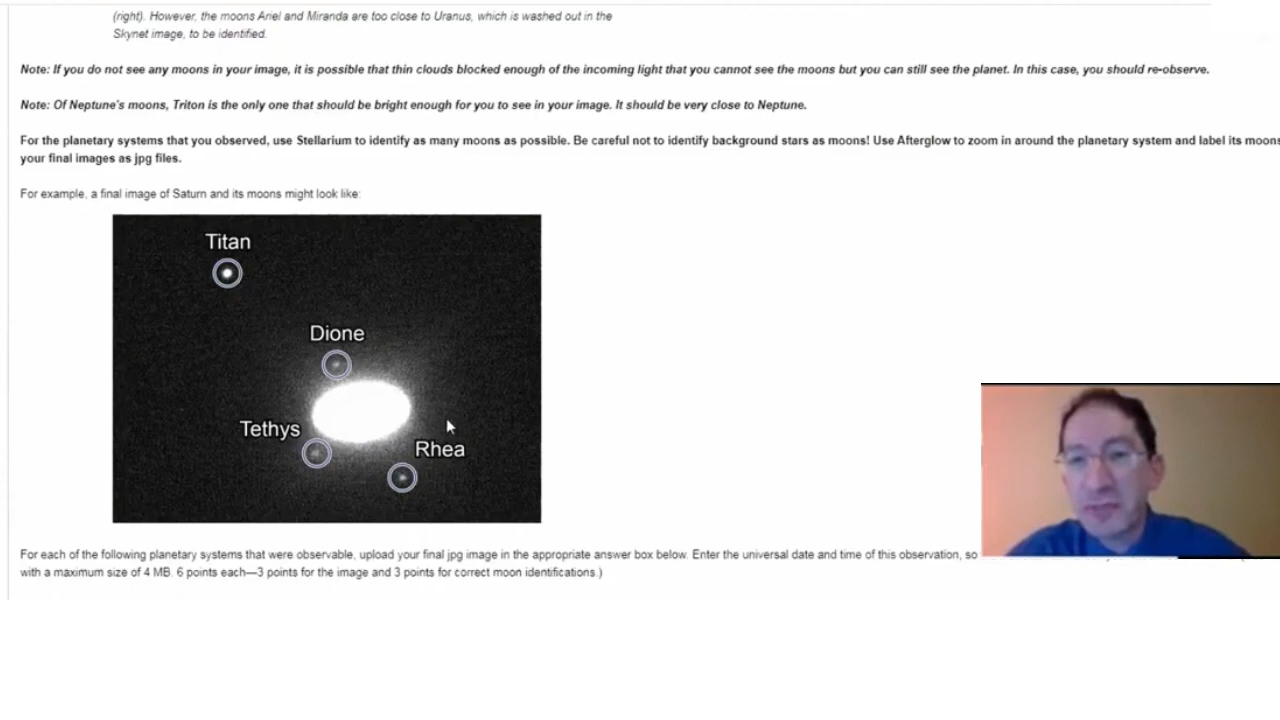 (right). However, the moons Ariel and Miranda are too close to Uranus, which is washed out in the
Skynet image, to be identified.
Note: If you do not see any moons in your image, it is possible that thin clouds blocked enough of the incoming light that you cannot see the moons but you can still see the planet. In this case, you should re-observe.
Note: Of Neptune's moons, Triton is the only one that should be bright enough for you to see in your image. It should be very close to Neptune.
For the planetary systems that you observed, use Stellarium to identify as many moons as possible. Be careful not to identify background stars as moons! Use Afterglow to zoom in around the planetary system and label its moons
your final images as jpg files.
For example, a final image of Saturn and its moons might look like:
Titan
Dione
Tethys
Rhea
For each of the following planetary systems that were observable, upload your final jpg image in the appropriate answer box below. Enter the universal date and time of this observation, so
with a maximum size of 4 MB. 6 points each—3 points for the image and 3 points for correct moon identifications.)